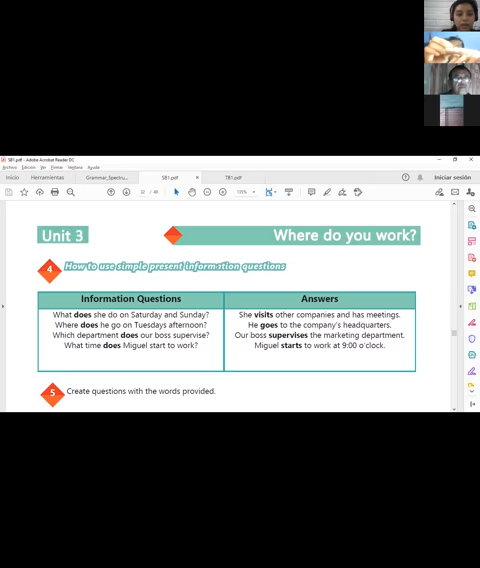 SB1.pdf - Adobe Acrobat Reader DC
Archivo Edición Ver Firmar Ventana Ayuda
Inicio Herramientas Grammar_Spectru... SB1.pdf × TB1.pdf Iniciar sesión
32 / 48 135%
Unit 3 Where do you work?
4 How to use simple present information questions
Information Questions Answers
What does she do on Saturday and Sunday? She visits other companies and has meetings.
Where does he go on Tuesdays afternoon? He goes to the company's headquarters.
Which department does our boss supervise? Our boss supervises the marketing department.
What time does Miguel start to work? Miguel starts to work at 9:00 o'clock.
5 Create questions with the words provided.